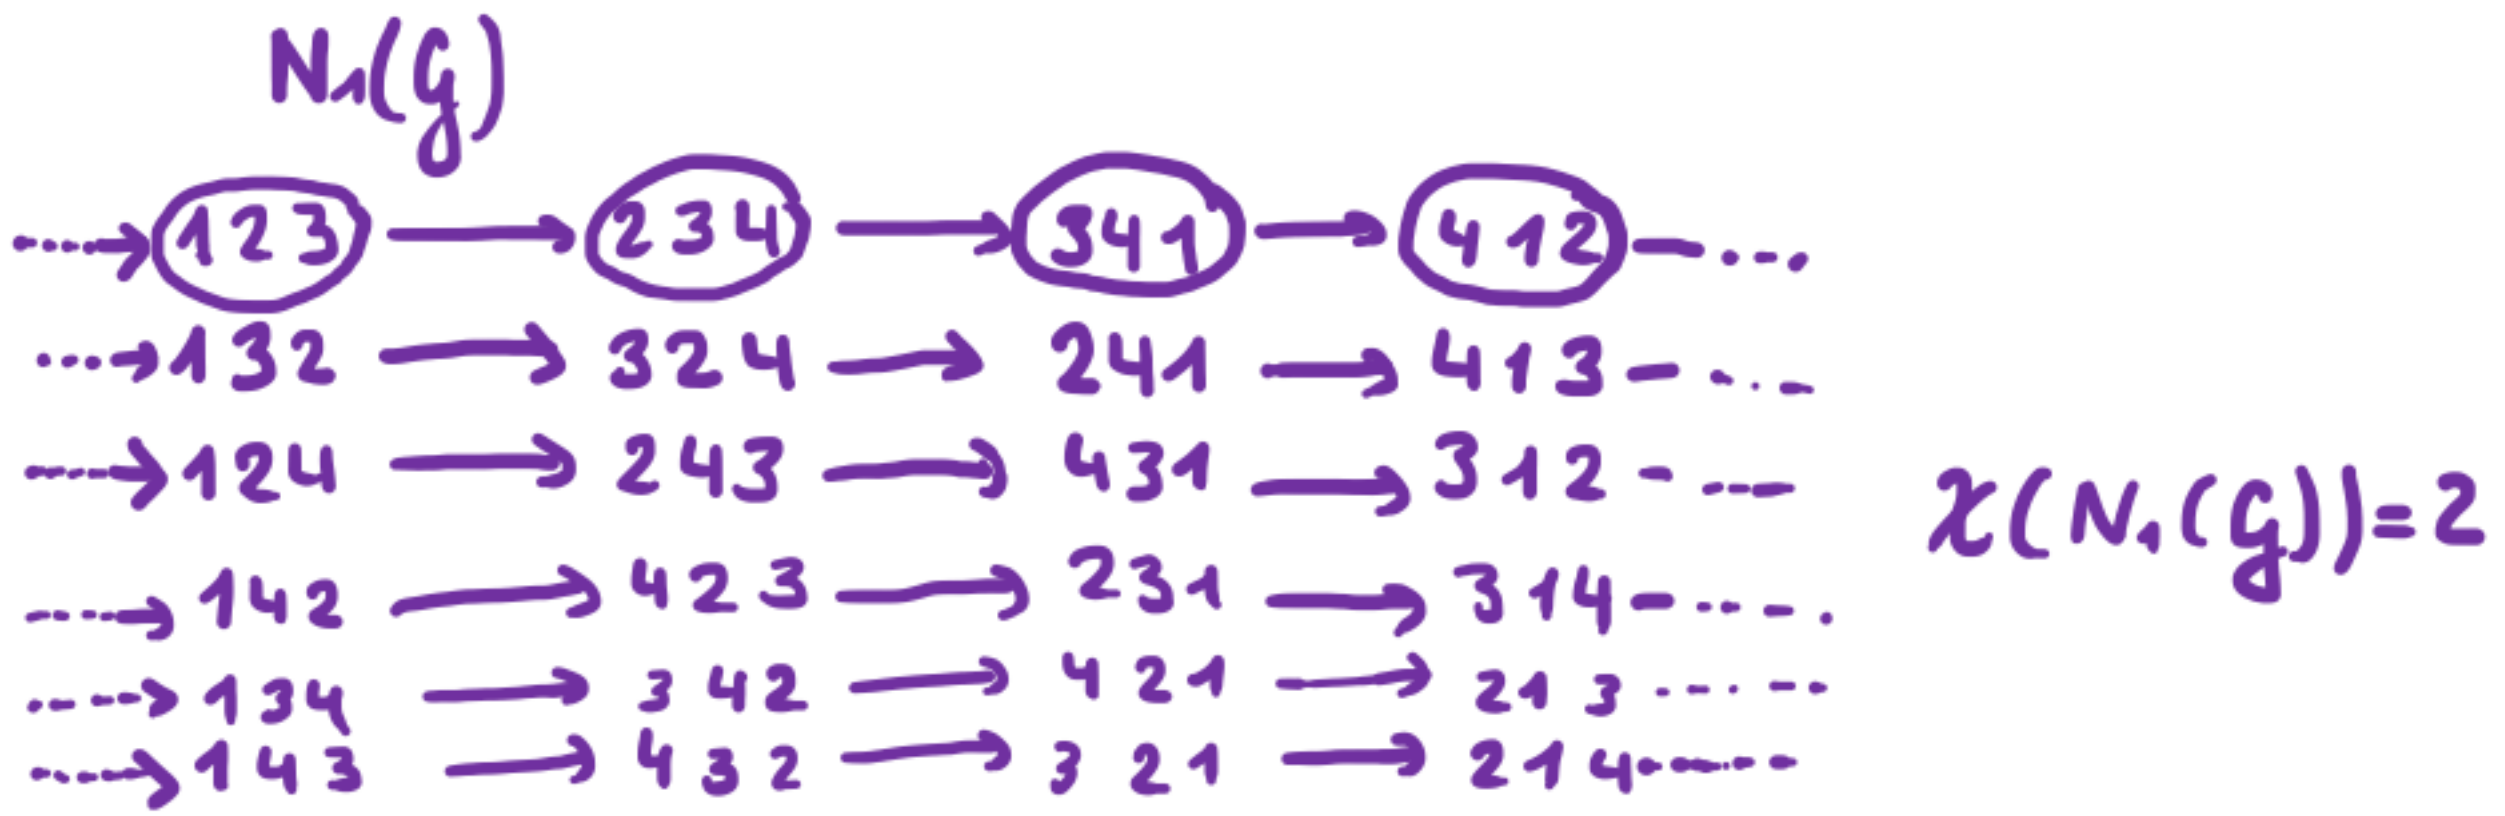 N₁(G)
⋯→ 123 → 234 → 341 → 412 —⋯
⋯→ 132 → 324 → 241 → 413 —⋯
⋯→ 124 → 243 → 431 → 312 —⋯
χ(N₁(G))=2
⋯→ 142 → 423 → 231 → 314 —⋯
⋯→ 134 → 342 → 421 → 213 ⋯
⋯→ 143 → 432 → 321 → 214 ⋯